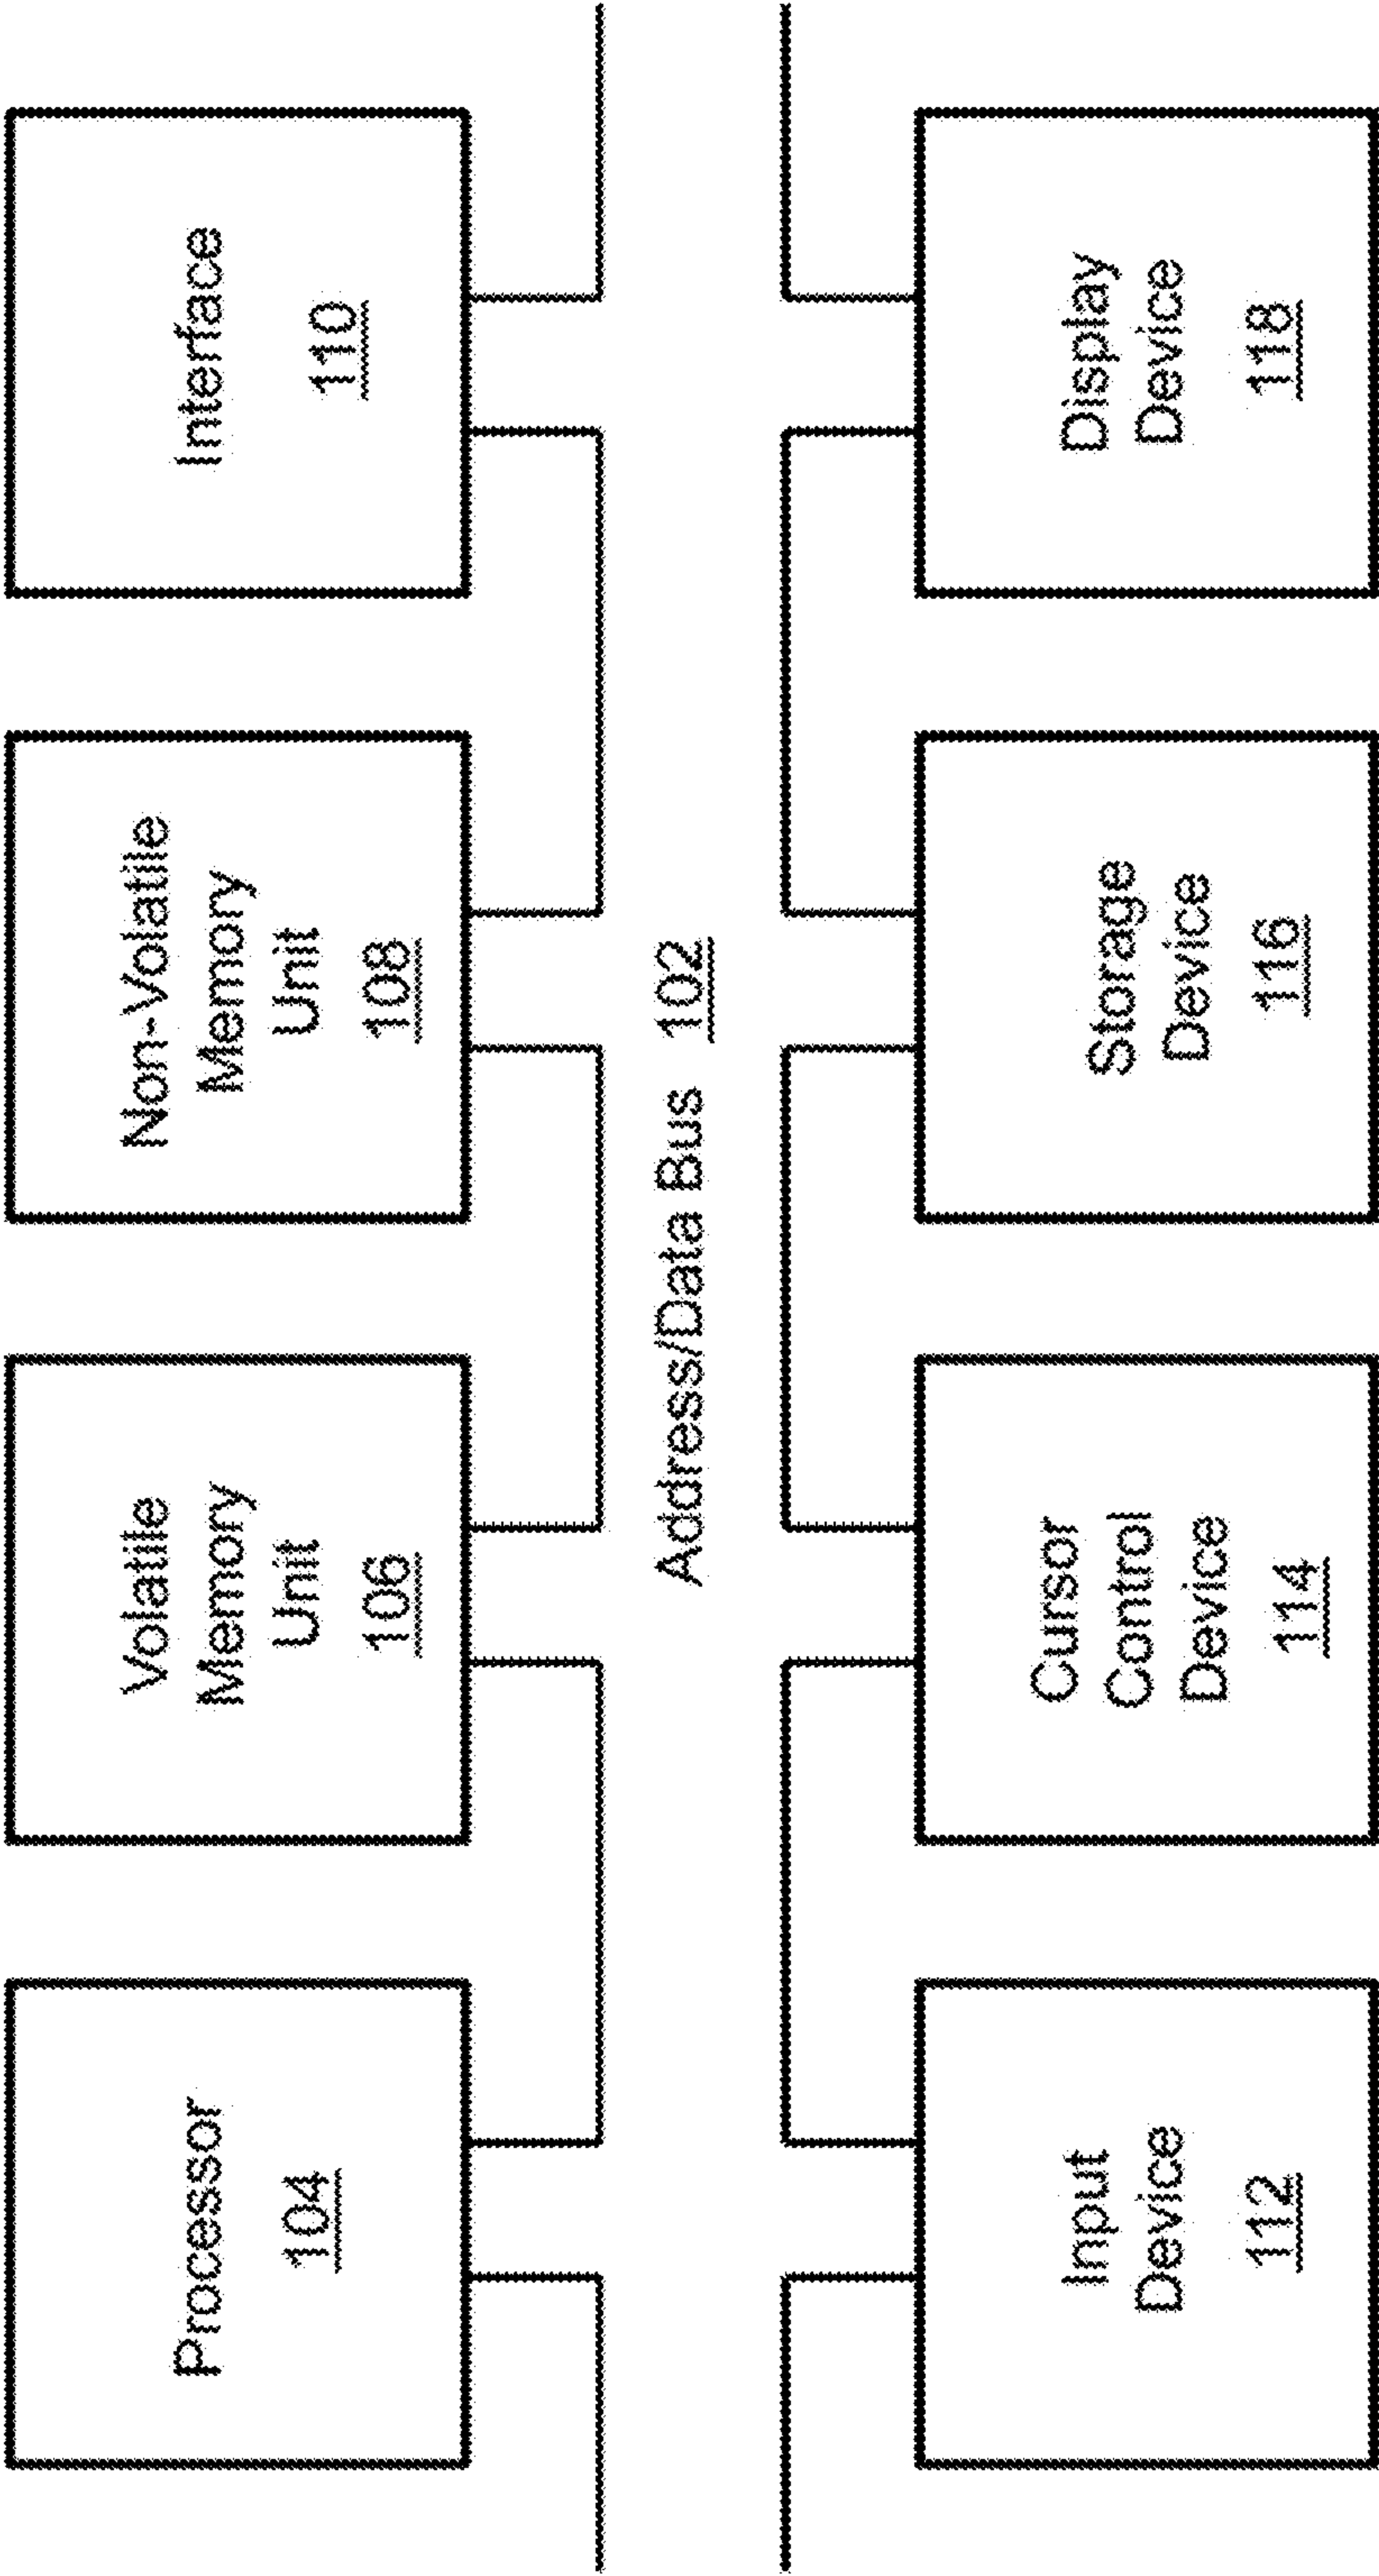 Processor
104
Volatile
Memory
Unit
106
Non-Volatile
Memory
Unit
108
Interface
110
Address/Data Bus 102
Input
Device
112
Cursor
Control
Device
114
Storage
Device
116
Display
Device
118